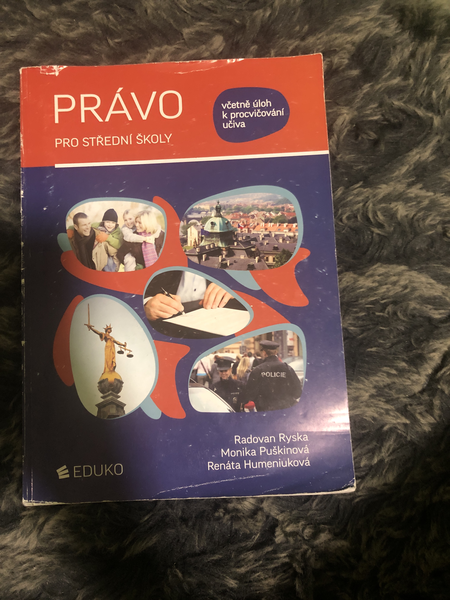 PRÁVO
PRO STŘEDNÍ ŠKOLY
včetně úloh
k procvičování
učiva
POLICIE
Radovan Ryska
Monika Puškinová
Renáta Humeniuková
EDUKO